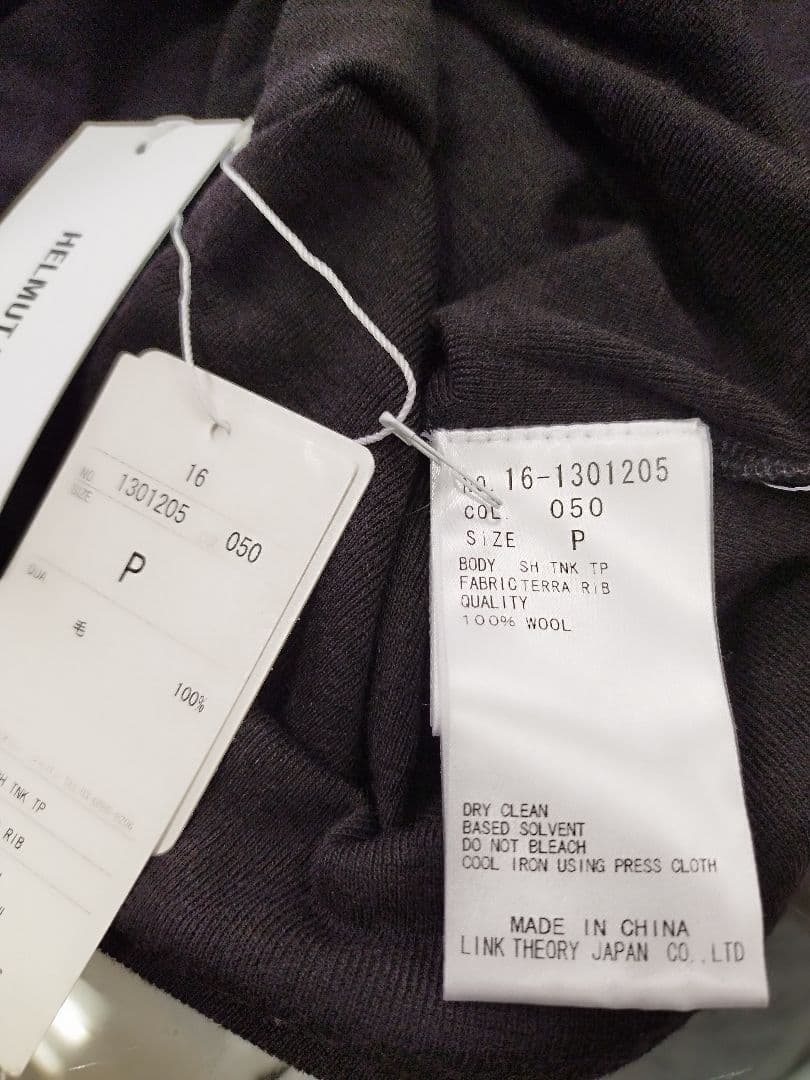 HELMUT
16
NO 1301205 050
SIZE
P
QUA
毛
100%
SH TNK TP
RIB
NO. 16-1301205
COL. 050
SIZE P
BODY SH TNK TP
FABRIC TERRA RIB
QUALITY
100% WOOL
DRY CLEAN
BASED SOLVENT
DO NOT BLEACH
COOL IRON USING PRESS CLOTH
MADE IN CHINA
LINK THEORY JAPAN CO.,LTD